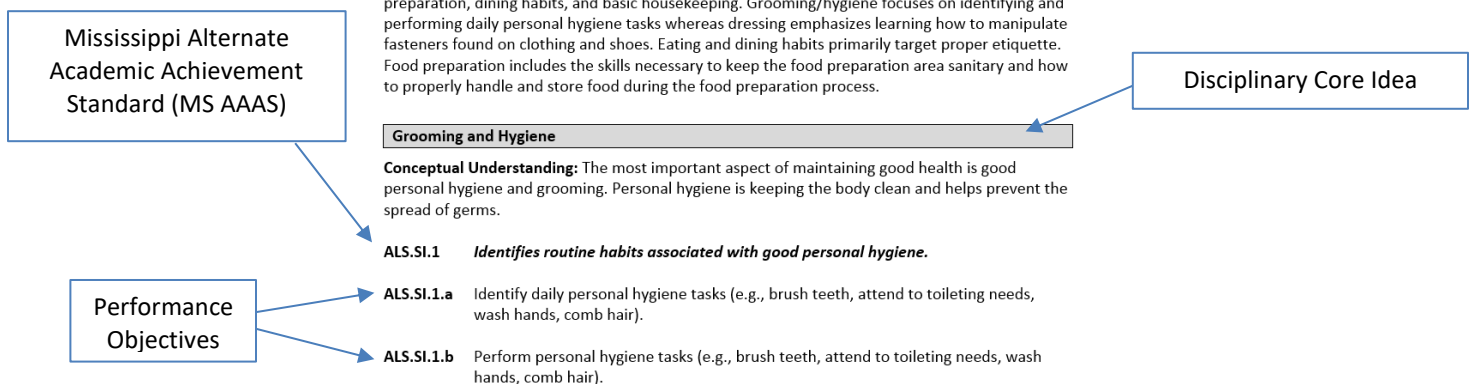 preparation, dining habits, and basic housekeeping. Grooming/hygiene focuses on identifying and
performing daily personal hygiene tasks whereas dressing emphasizes learning how to manipulate
fasteners found on clothing and shoes. Eating and dining habits primarily target proper etiquette.
Food preparation includes the skills necessary to keep the food preparation area sanitary and how
to properly handle and store food during the food preparation process.
Mississippi Alternate
Academic Achievement
Standard (MS AAAS)
Disciplinary Core Idea
Grooming and Hygiene
Conceptual Understanding: The most important aspect of maintaining good health is good
personal hygiene and grooming. Personal hygiene is keeping the body clean and helps prevent the
spread of germs.
ALS.SI.1 Identifies routine habits associated with good personal hygiene.
Performance
Objectives
ALS.SI.1.a Identify daily personal hygiene tasks (e.g., brush teeth, attend to toileting needs,
wash hands, comb hair).
ALS.SI.1.b Perform personal hygiene tasks (e.g., brush teeth, attend to toileting needs, wash
hands, comb hair).